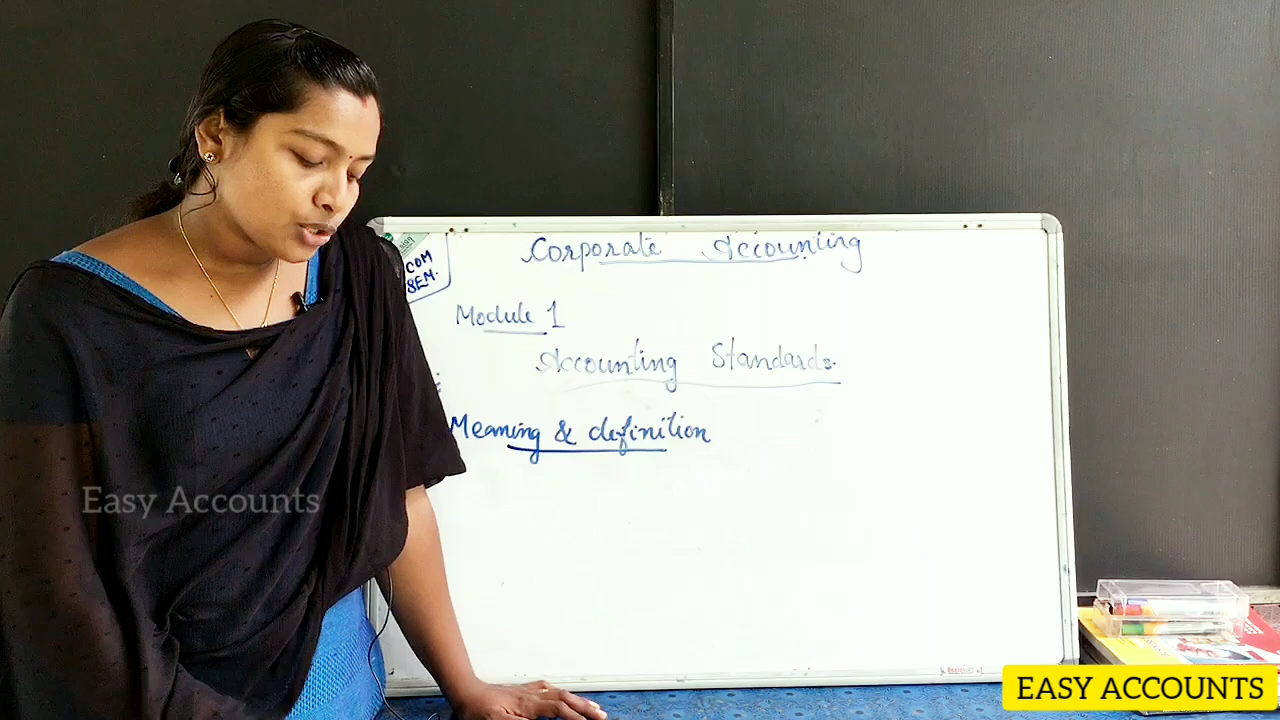 Corporate Accounting
COM
SEM.
Module 1
Accounting Standards.
Meaning & definition
Easy Accounts
EASY ACCOUNTS